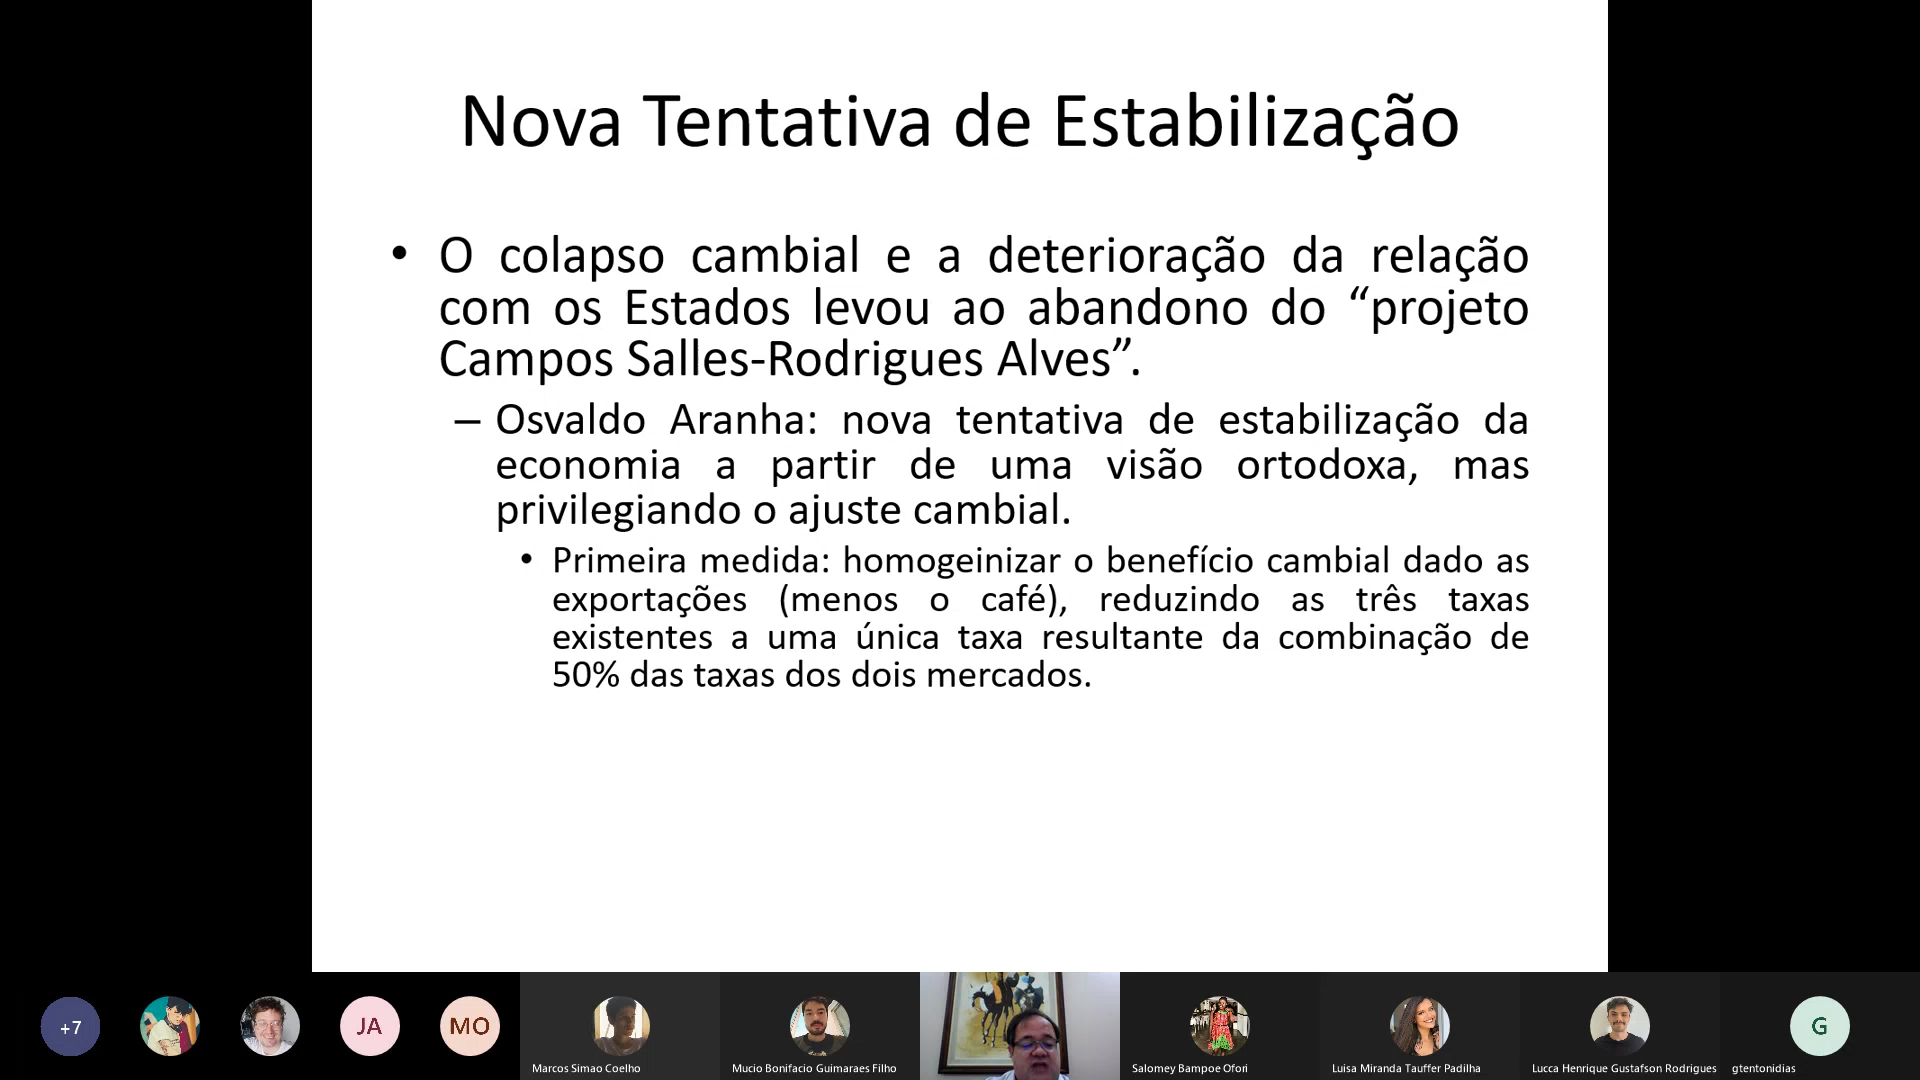 Nova Tentativa de Estabilização
• O colapso cambial e a deterioração da relação
com os Estados levou ao abandono do “projeto
Campos Salles-Rodrigues Alves”.
– Osvaldo Aranha: nova tentativa de estabilização da
economia a partir de uma visão ortodoxa, mas
privilegiando o ajuste cambial.
• Primeira medida: homogeinizar o benefício cambial dado as
exportações (menos o café), reduzindo as três taxas
existentes a uma única taxa resultante da combinação de
50% das taxas dos dois mercados.
+7
JA
MO
Marcos Simao Coelho
Mucio Bonifacio Guimaraes Filho
Salomey Bampoe Ofori
Luisa Miranda Tauffer Padilha
Lucca Henrique Gustafson Rodrigues
G
gtentonidias